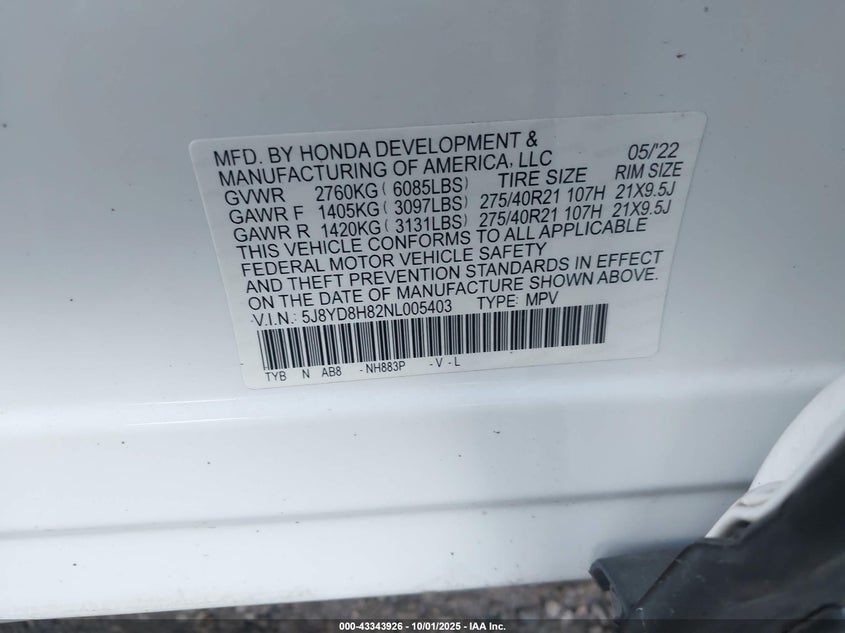 MFD. BY HONDA DEVELOPMENT & 05/'22
MANUFACTURING OF AMERICA, LLC
TIRE SIZE RIM SIZE
GVWR 2760KG ( 6085LBS)
GAWR F 1405KG ( 3097LBS) 275/40R21 107H 21X9.5J
GAWR R 1420KG ( 3131LBS) 275/40R21 107H 21X9.5J
THIS VEHICLE CONFORMS TO ALL APPLICABLE
FEDERAL MOTOR VEHICLE SAFETY
AND THEFT PREVENTION STANDARDS IN EFFECT
ON THE DATE OF MANUFACTURE SHOWN ABOVE.
V.I.N.: 5J8YD8H82NL005403 TYPE: MPV
TYB N AB8 -NH883P -V-L
000-43343926 - 10/01/2025 - IAA Inc.